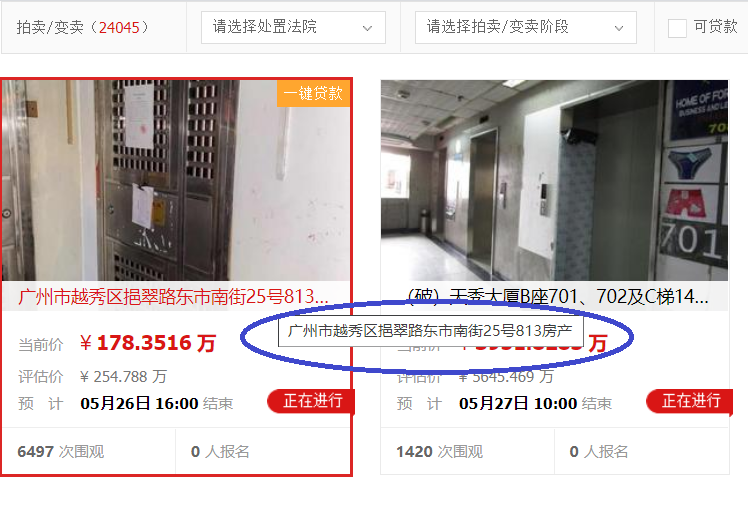 拍卖/变卖（24045）
请选择处置法院
请选择拍卖/变卖阶段
可贷款
一键贷款
广州市越秀区挹翠路东市南街25号813...
当前价 ¥ 178.3516 万
评估价 ¥ 254.788 万
预 计 05月26日 16:00 结束
正在进行
6497 次围观
0 人报名
HOME OF FOR
BUSINESS AND LE
701
（破）天秀大厦B座701、702及C梯14...
广州市越秀区挹翠路东市南街25号813房产
评估价 ¥ 5645.469 万
预 计 05月27日 10:00 结束
正在进行
1420 次围观
0 人报名